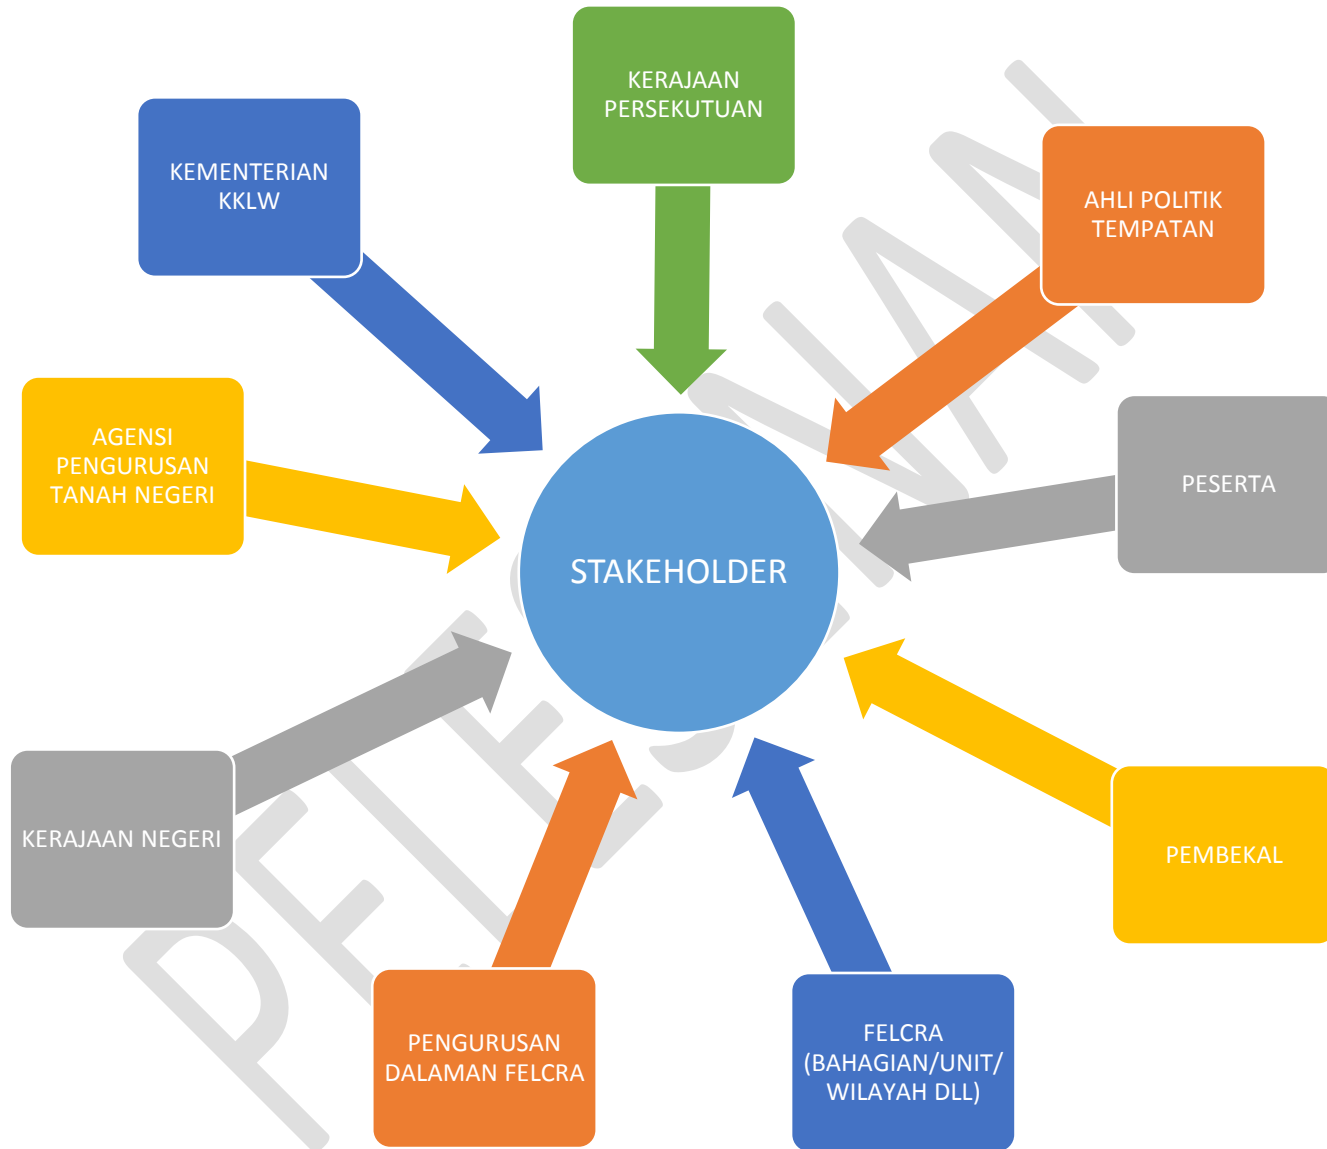 KERAJAAN
PERSEKUTUAN
KEMENTERIAN
KKLW
AHLI POLITIK
TEMPATAN
AGENSI
PENGURUSAN
TANAH NEGERI
PESERTA
STAKEHOLDER
KERAJAAN NEGERI
PEMBEKAL
PENGURUSAN
DALAMAN FELCRA
FELCRA
(BAHAGIAN/UNIT/
WILAYAH DLL)